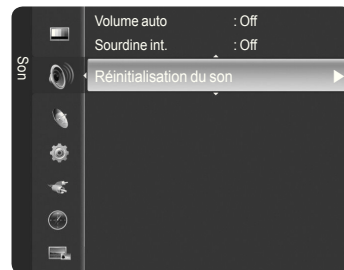 Son
Volume auto : Off
Sourdine int. : Off
Réinitialisation du son